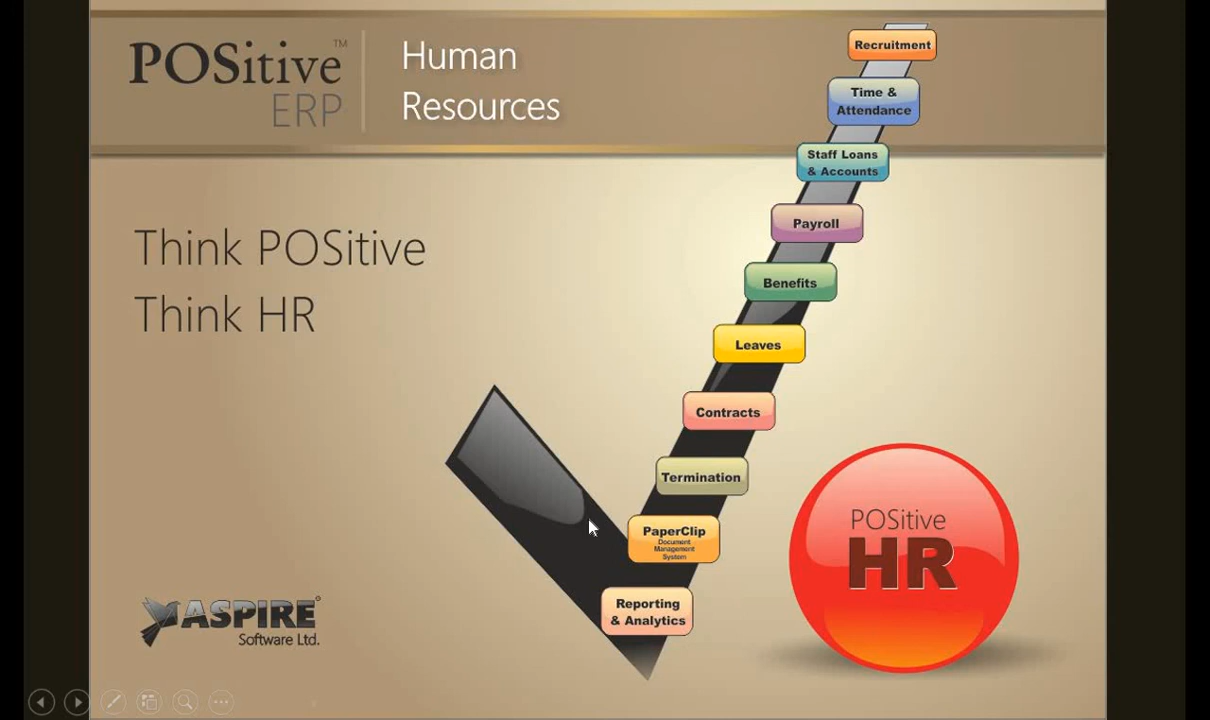 POSitive™
ERP
Human
Resources
Think POSitive
Think HR
Recruitment
Time &
Attendance
Staff Loans
& Accounts
Payroll
Benefits
Leaves
Contracts
Termination
PaperClip
Document
Management
System
Reporting
& Analytics
POSitive
HR
ASPIRE
Software Ltd.